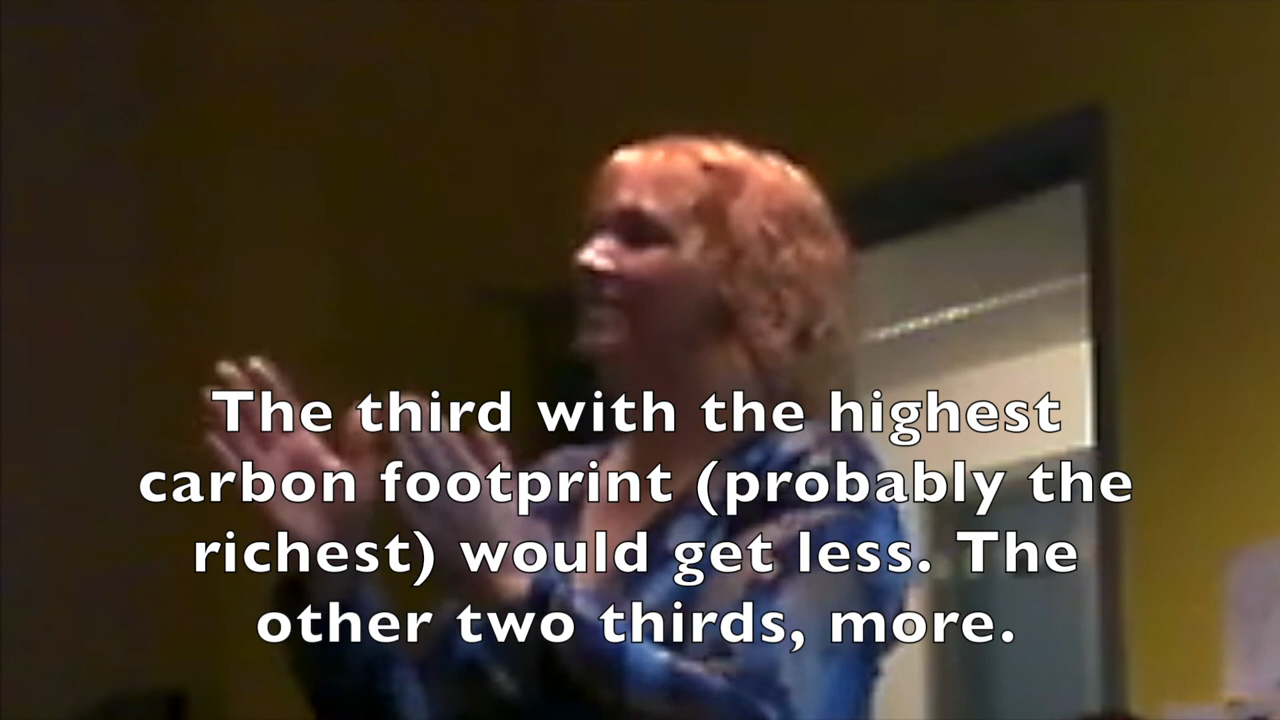 The third with the highest
carbon footprint (probably the
richest) would get less. The
other two thirds, more.